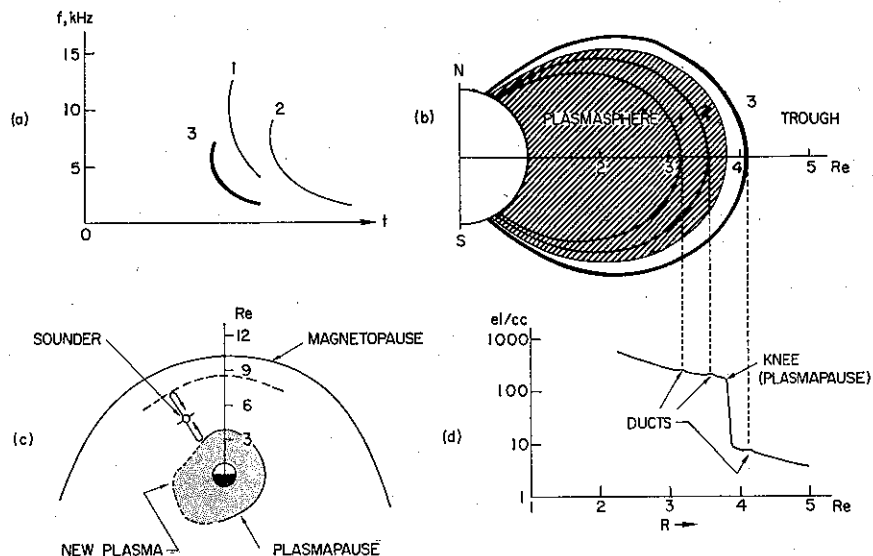 f, kHz
15
10
5
0
t
1
2
3
(a)
(b)
N
S
PLASMASPHERE
TROUGH
1
2
3
2
3
4
5
Re
(c)
Re
12
9
6
3
SOUNDER
MAGNETOPAUSE
NEW PLASMA
PLASMAPAUSE
(d)
el/cc
1000
100
10
1
KNEE
(PLASMAPAUSE)
DUCTS
1
2
3
4
5
Re
R →